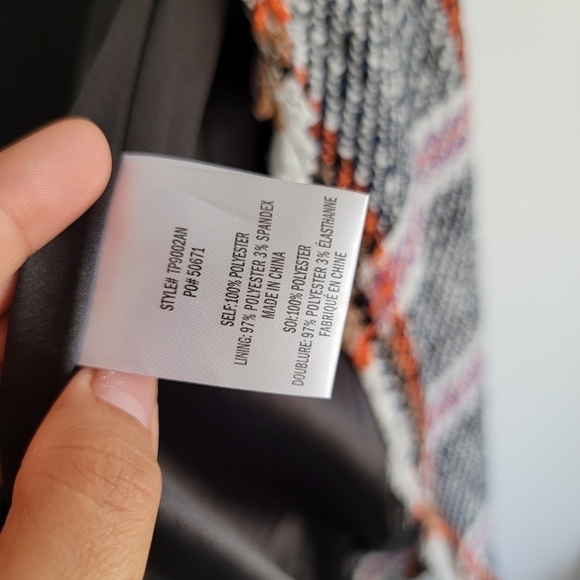 STYLE# TP9002AN
PO# 50671
SELF:100% POLYESTER
LINING: 97% POLYESTER 3% SPANDEX
MADE IN CHINA
SOI:100% POLYESTER
DOUBLURE: 97% POLYESTER 3% ÉLASTHANNE
FABRIQUÉ EN CHINE